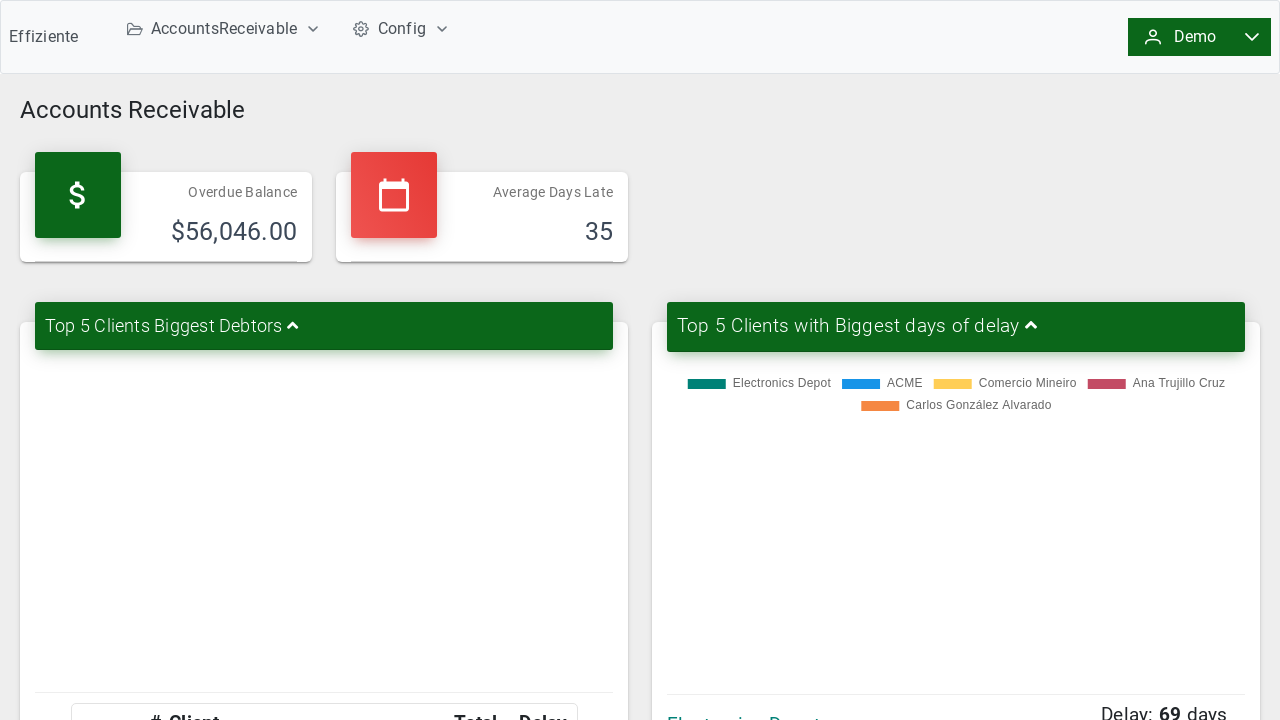 Effiziente
AccountsReceivable
Config
Demo
Accounts Receivable
Overdue Balance
$56,046.00
Average Days Late
35
Top 5 Clients Biggest Debtors
Top 5 Clients with Biggest days of delay
Electronics Depot ACME Comercio Mineiro Ana Trujillo Cruz
Carlos González Alvarado
# Client Total Delay
Electronics Depot
Delay: 69 days